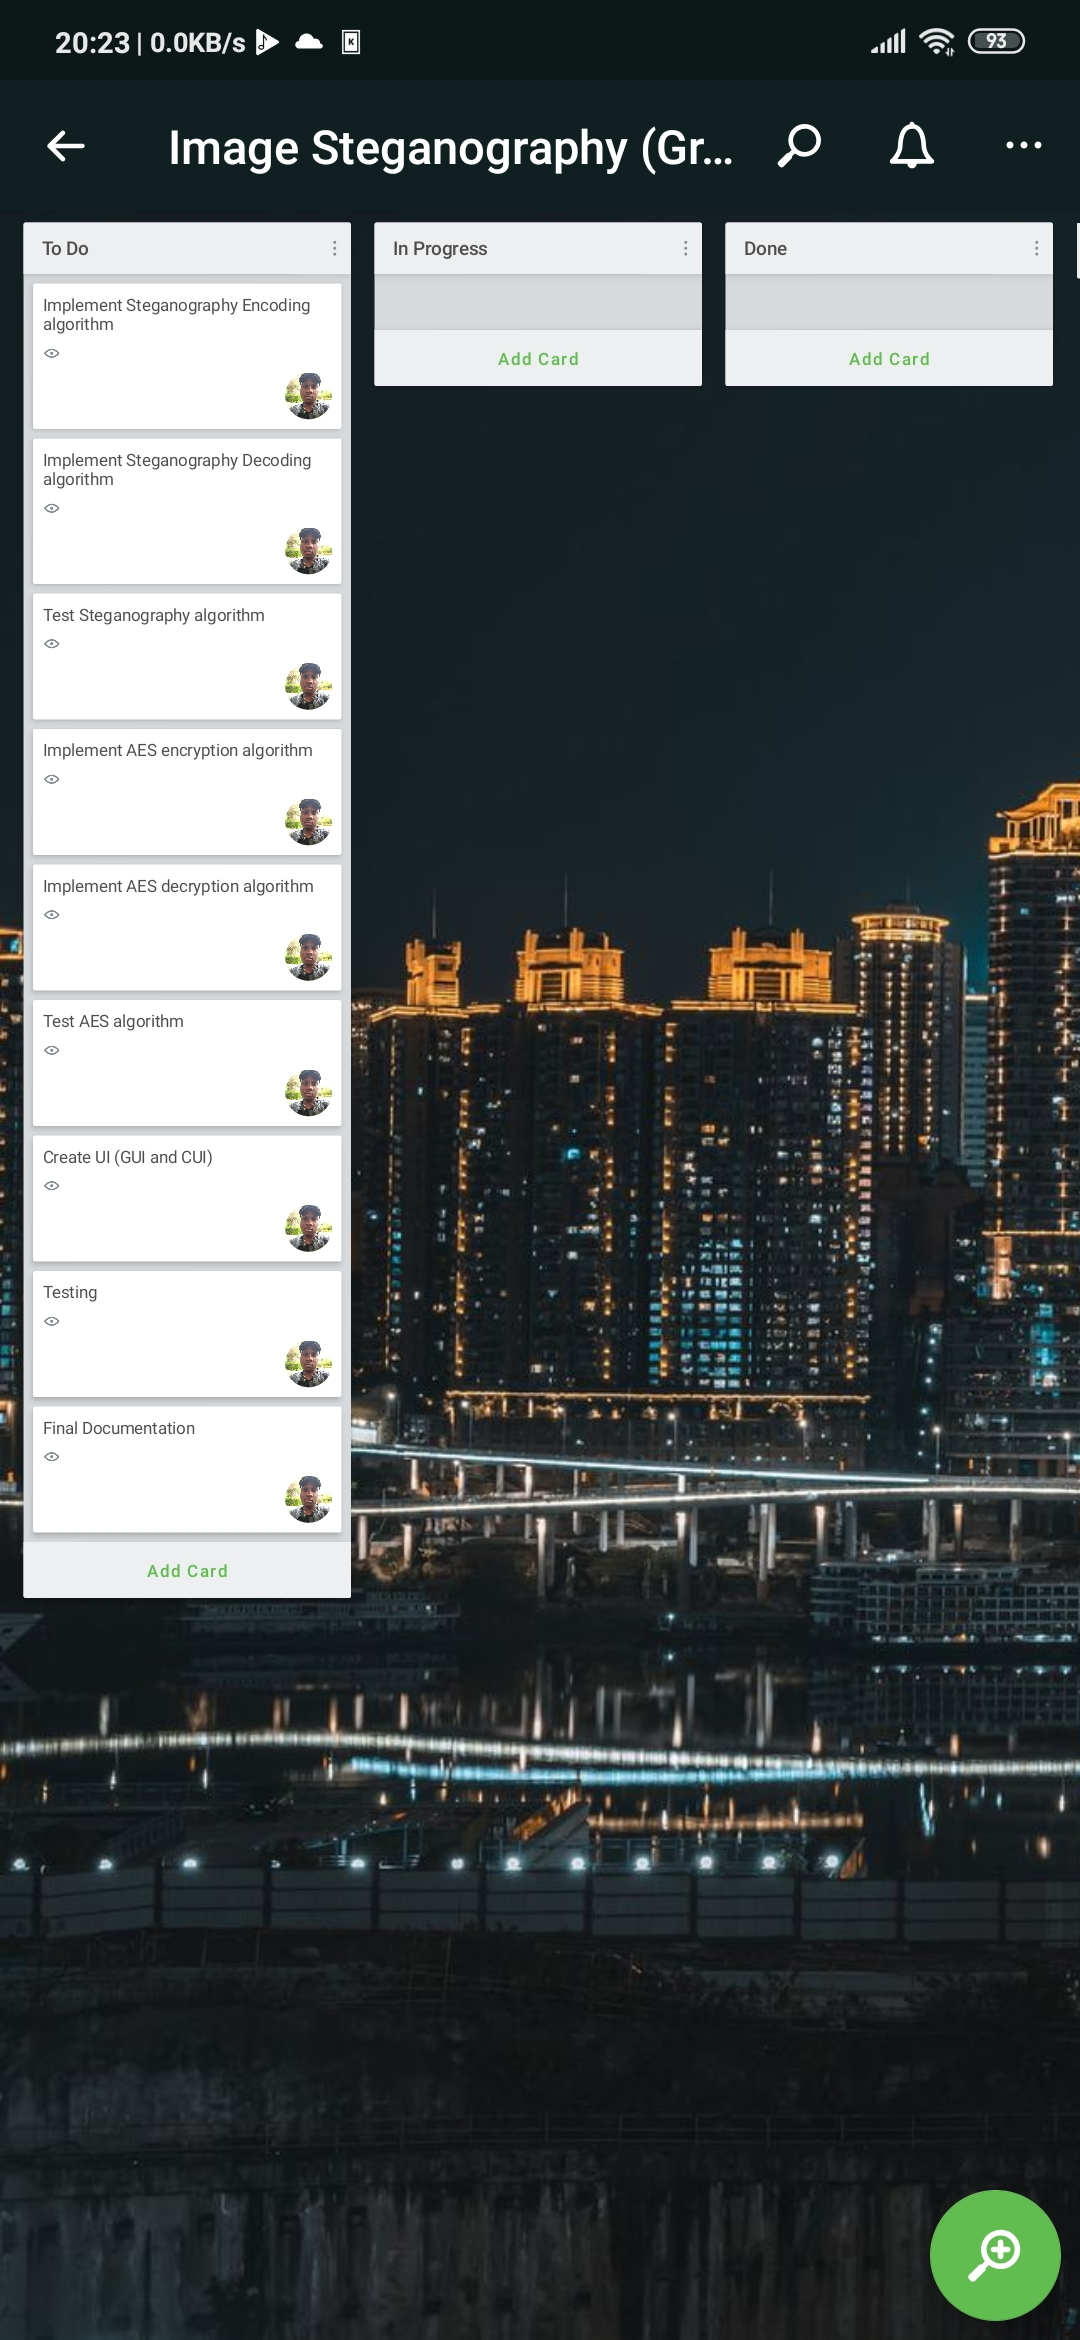 20:23 | 0.0KB/s
93
Image Steganography (Gr...
To Do
Implement Steganography Encoding
algorithm
Implement Steganography Decoding
algorithm
Test Steganography algorithm
Implement AES encryption algorithm
Implement AES decryption algorithm
Test AES algorithm
Create UI (GUI and CUI)
Testing
Final Documentation
Add Card
In Progress
Add Card
Done
Add Card